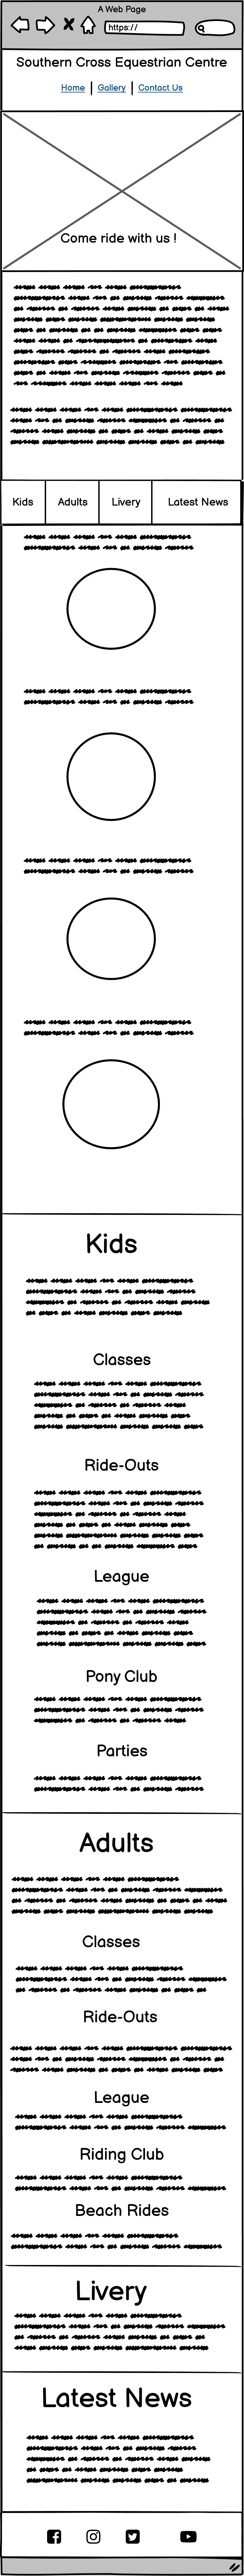 A Web Page
https://
Southern Cross Equestrian Centre
Home Gallery Contact Us
Come ride with us !
Kids Adults Livery Latest News
Kids
Classes
Ride-Outs
League
Pony Club
Parties
Adults
Classes
Ride-Outs
League
Riding Club
Beach Rides
Livery
Latest News